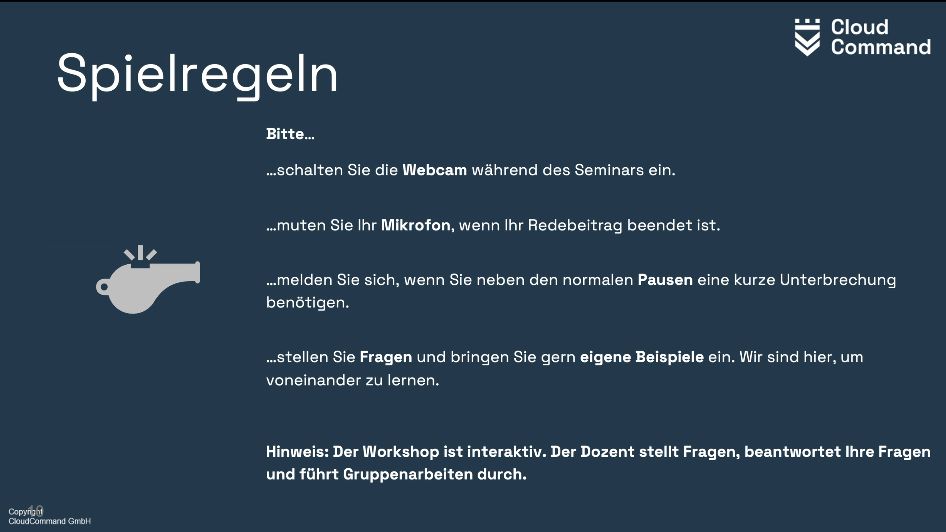 Cloud
Command
Spielregeln
Bitte...
...schalten Sie die Webcam während des Seminars ein.
...muten Sie Ihr Mikrofon, wenn Ihr Redebeitrag beendet ist.
...melden Sie sich, wenn Sie neben den normalen Pausen eine kurze Unterbrechung
benötigen.
...stellen Sie Fragen und bringen Sie gern eigene Beispiele ein. Wir sind hier, um
voneinander zu lernen.
Hinweis: Der Workshop ist interaktiv. Der Dozent stellt Fragen, beantwortet Ihre Fragen
und führt Gruppenarbeiten durch.
Copyright
CloudCommand GmbH